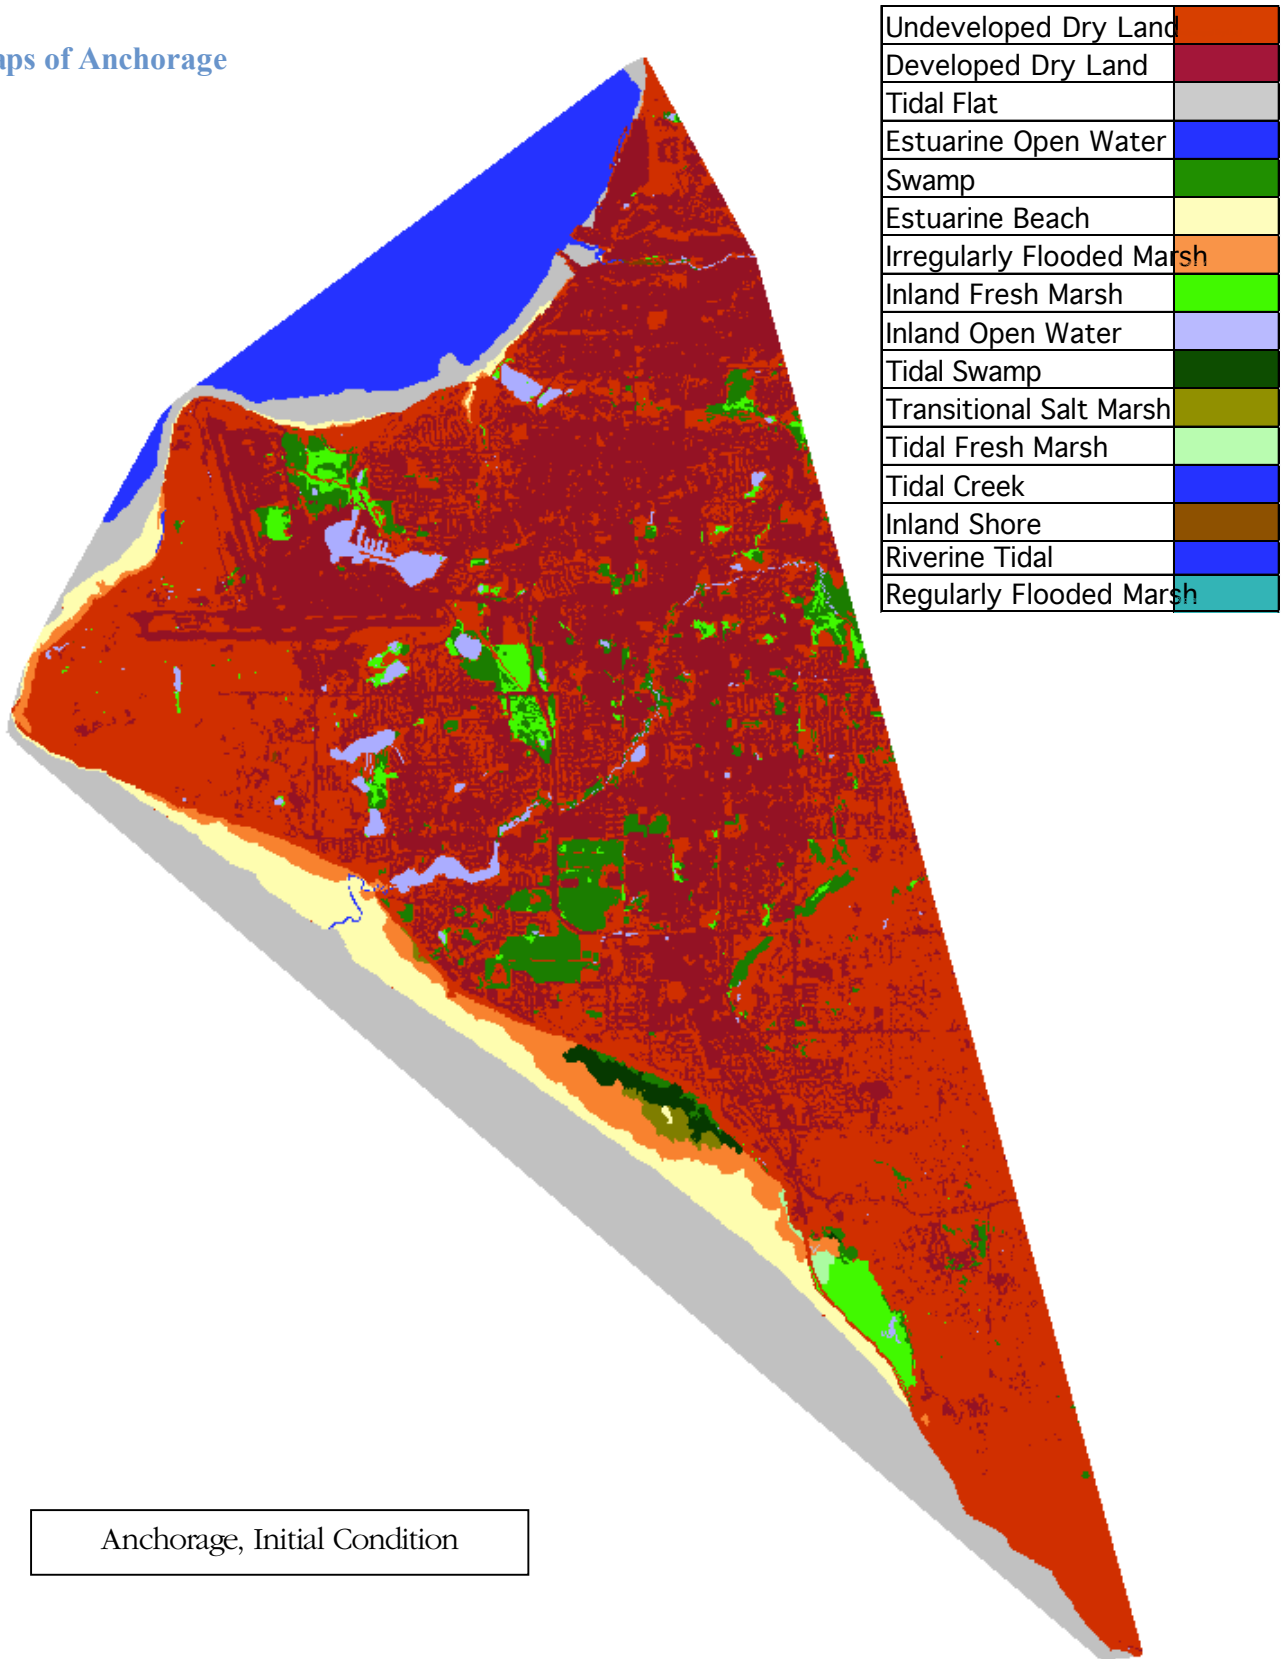 aps of Anchorage
Undeveloped Dry Land
Developed Dry Land
Tidal Flat
Estuarine Open Water
Swamp
Estuarine Beach
Irregularly Flooded Marsh
Inland Fresh Marsh
Inland Open Water
Tidal Swamp
Transitional Salt Marsh
Tidal Fresh Marsh
Tidal Creek
Inland Shore
Riverine Tidal
Regularly Flooded Marsh
Anchorage, Initial Condition